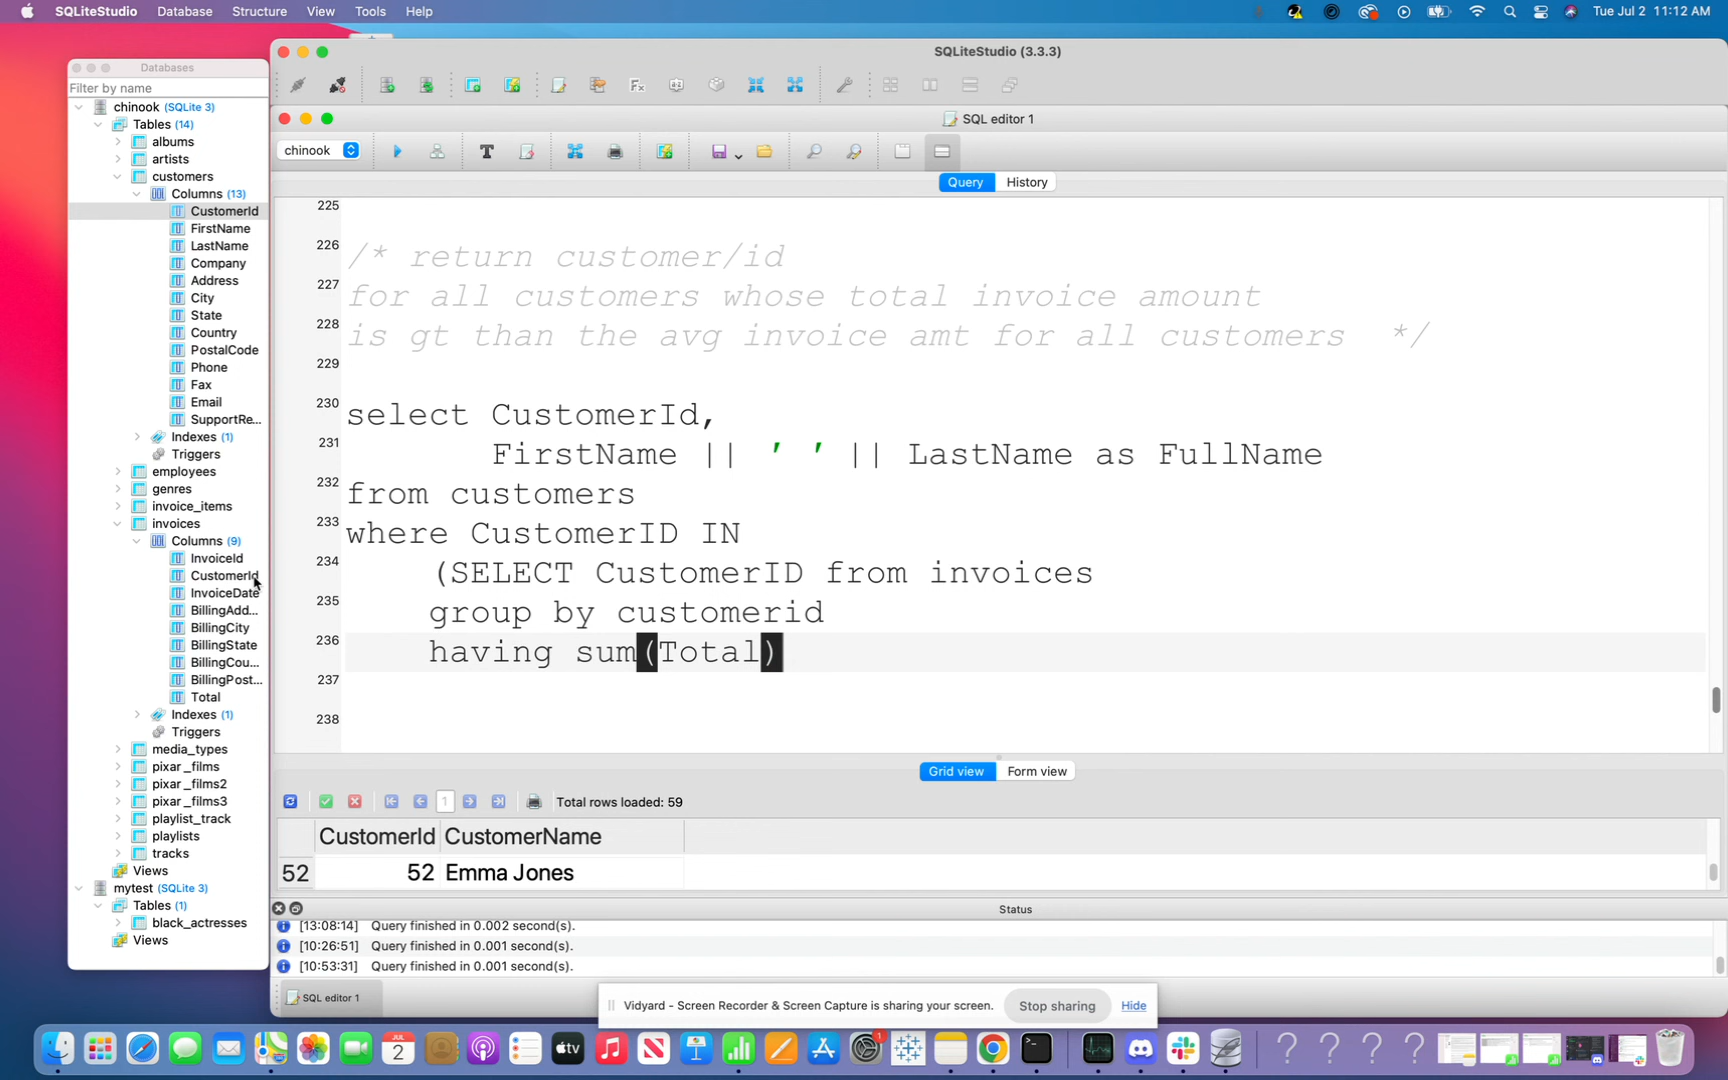 SQLiteStudio Database Structure View Tools Help
Tue Jul 2 11:12 AM
Databases
Filter by name
chinook (SQLite 3)
Tables (14)
albums
artists
customers
Columns (13)
CustomerId
FirstName
LastName
Company
Address
City
State
Country
PostalCode
Phone
Fax
Email
SupportRe...
Indexes (1)
Triggers
employees
genres
invoice_items
invoices
Columns (9)
InvoiceId
CustomerId
InvoiceDate
BillingAdd...
BillingCity
BillingState
BillingCou...
BillingPost...
Total
Indexes (1)
Triggers
media_types
pixar_films
pixar_films2
pixar_films3
playlist_track
playlists
tracks
Views
mytest (SQLite 3)
Tables (1)
black_actresses
Views
SQLiteStudio (3.3.3)
SQL editor 1
chinook
Query History
225
226 /* return customer/id
227 for all customers whose total invoice amount
228 is gt than the avg invoice amt for all customers */
229
230 select CustomerId,
231 FirstName || ' ' || LastName as FullName
232 from customers
233 where CustomerID IN
234 (SELECT CustomerID from invoices
235 group by customerid
236 having sum(Total)
237
238
Grid view Form view
1 Total rows loaded: 59
CustomerId CustomerName
52 52 Emma Jones
Status
[13:08:14] Query finished in 0.002 second(s).
[10:26:51] Query finished in 0.001 second(s).
[10:53:31] Query finished in 0.001 second(s).
SQL editor 1
Vidyard - Screen Recorder & Screen Capture is sharing your screen. Stop sharing Hide
JUL
2
tv
1